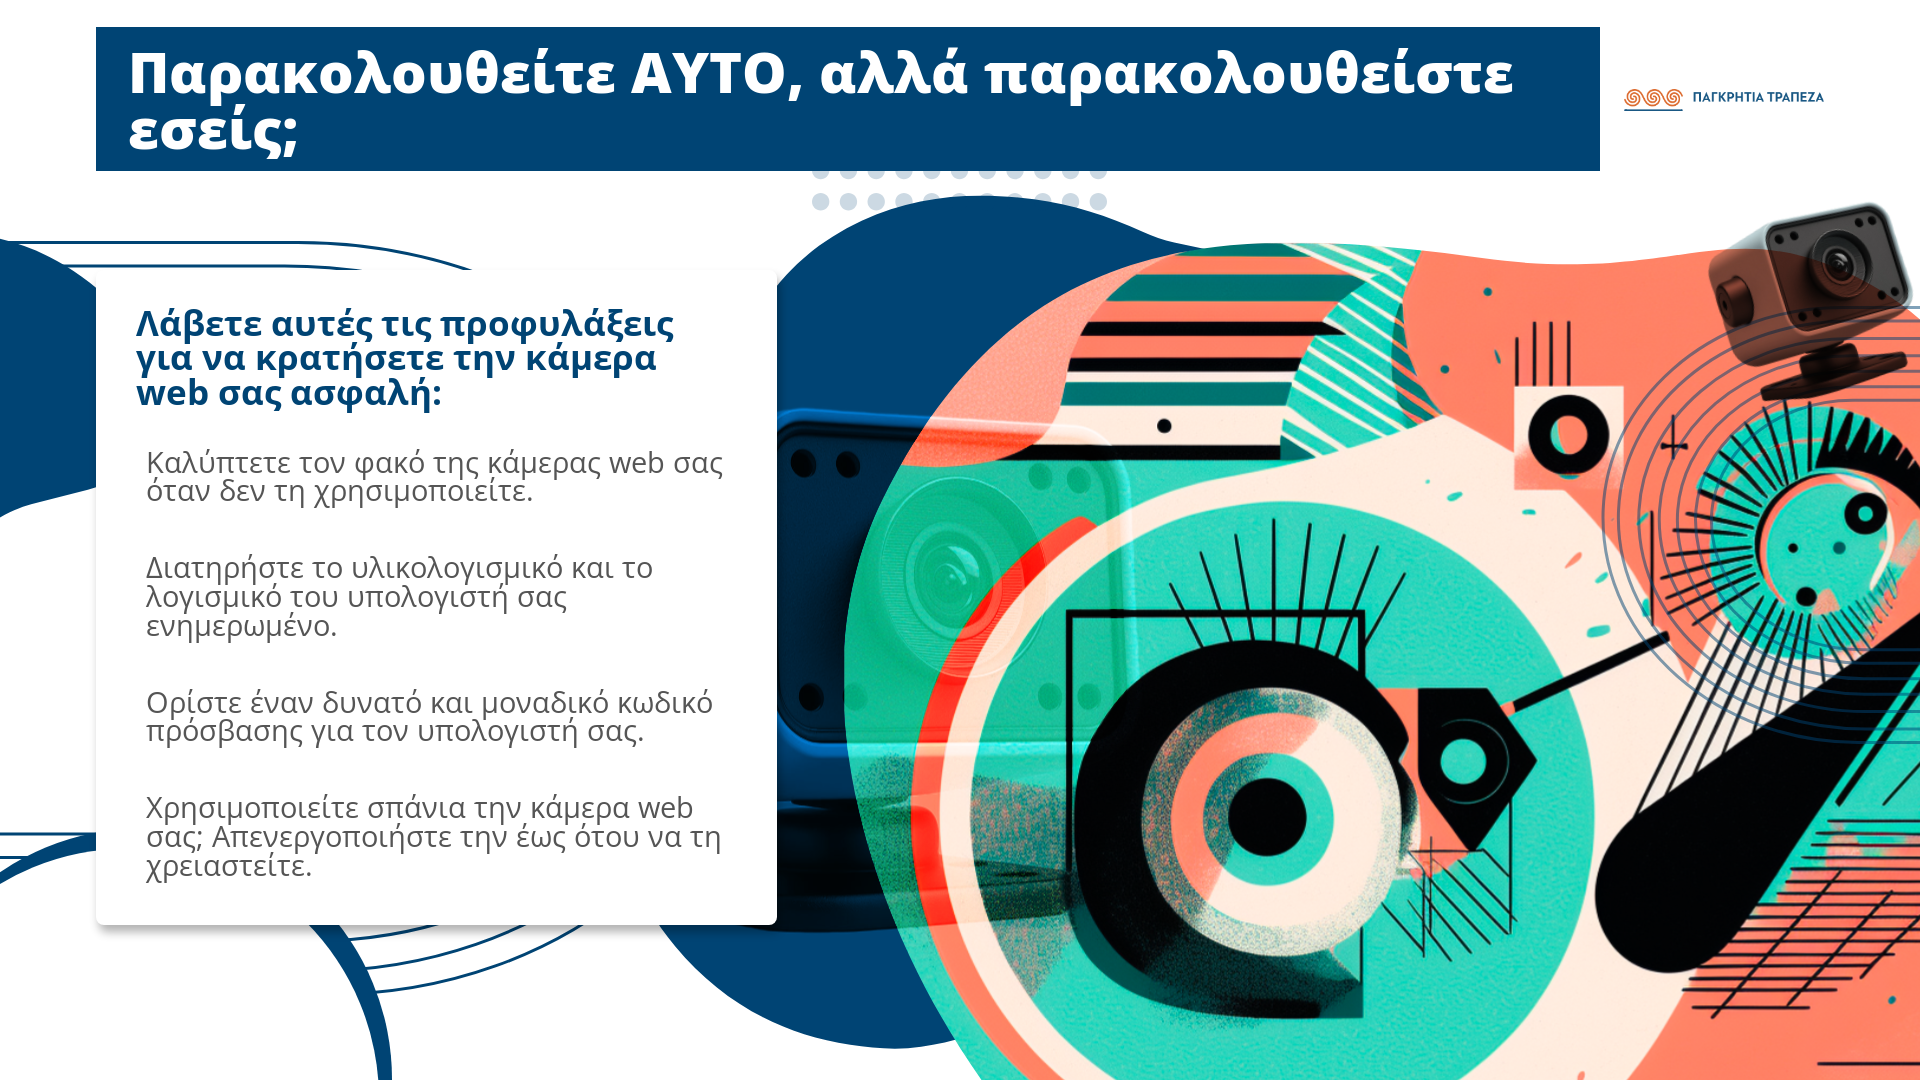 Παρακολουθείτε ΑΥΤΟ, αλλά παρακολουθείστε
εσείς;
ΠΑΓΚΡΗΤΙΑ ΤΡΑΠΕΖΑ
Λάβετε αυτές τις προφυλάξεις
για να κρατήσετε την κάμερα
web σας ασφαλή:
Καλύπτετε τον φακό της κάμερας web σας
όταν δεν τη χρησιμοποιείτε.
Διατηρήστε το υλικολογισμικό και το
λογισμικό του υπολογιστή σας
ενημερωμένο.
Ορίστε έναν δυνατό και μοναδικό κωδικό
πρόσβασης για τον υπολογιστή σας.
Χρησιμοποιείτε σπάνια την κάμερα web
σας; Απενεργοποιήστε την έως ότου να τη
χρειαστείτε.